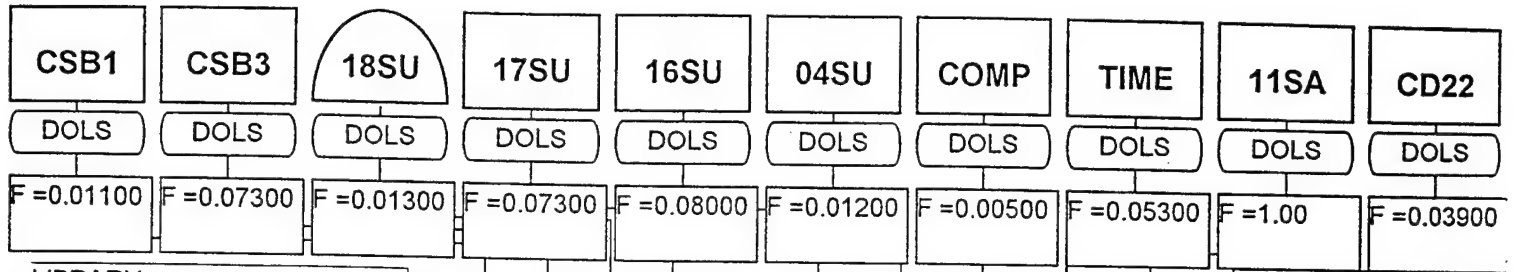 CSB1 CSB3 18SU 17SU 16SU 04SU COMP TIME 11SA CD22
DOLS DOLS DOLS DOLS DOLS DOLS DOLS DOLS DOLS DOLS
F =0.01100 F =0.07300 F =0.01300 F =0.07300 F =0.08000 F =0.01200 F =0.00500 F =0.05300 F =1.00 F =0.03900